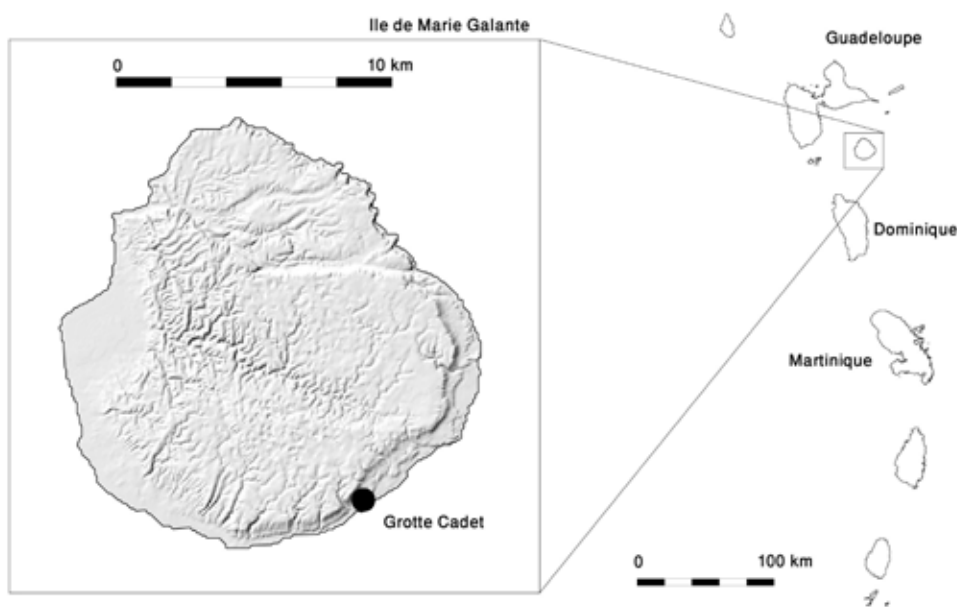 Ile de Marie Galante
0 10 km
Grotte Cadet
Guadeloupe
Dominique
Martinique
0 100 km